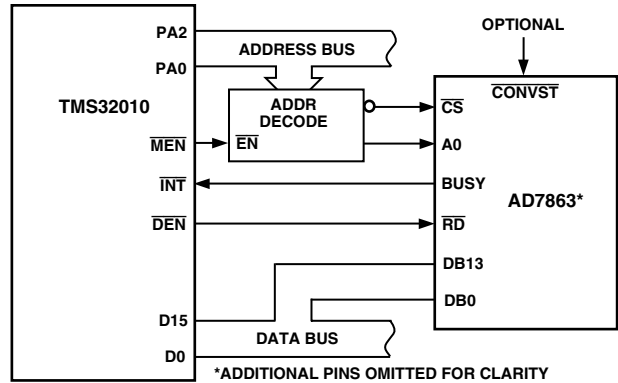 PA2
OPTIONAL
ADDRESS BUS
PA0
CONVST
TMS32010
ADDR
DECODE
CS
MEN
EN
A0
INT
BUSY
AD7863*
DEN
RD
DB13
DB0
D15
DATA BUS
D0
*ADDITIONAL PINS OMITTED FOR CLARITY